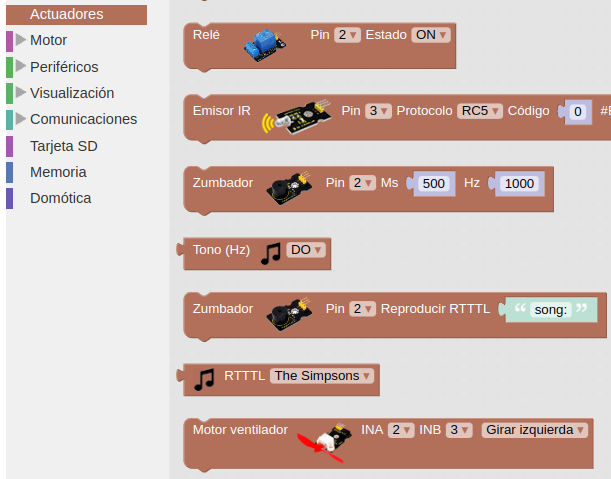 Actuadores
Motor
Periféricos
Visualización
Comunicaciones
Tarjeta SD
Memoria
Domótica
Relé Pin 2 Estado ON
Emisor IR Pin 3 Protocolo RC5 Código 0
Zumbador Pin 2 Ms 500 Hz 1000
Tono (Hz) DO
Zumbador Pin 2 Reproducir RTTTL “ song: ”
RTTTL The Simpsons
Motor ventilador INA 2 INB 3 Girar izquierda